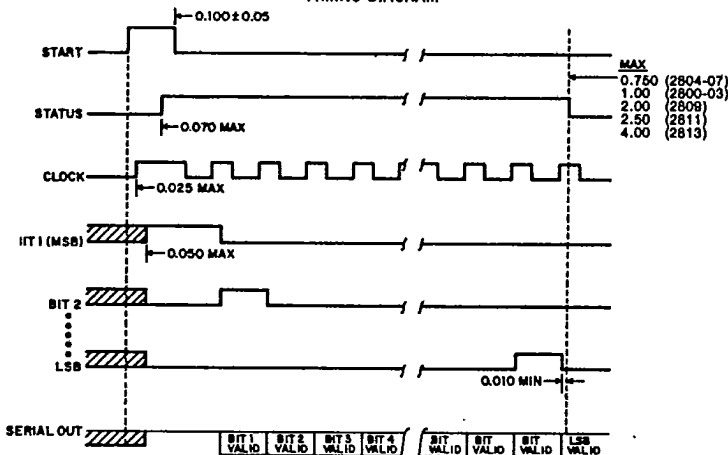 0.100±0.05
START
MAX
0.750 (2804-07)
1.00 (2800-03)
2.00 (2809)
2.50 (2811)
4.00 (2813)
STATUS
0.070 MAX
CLOCK
0.025 MAX
IIT 1 (MSB)
0.050 MAX
BIT 2
LSB
0.010 MIN
SERIAL OUT
BIT 1 VALID
BIT 2 VALID
BIT 3 VALID
BIT 4 VALID
BIT VALID
BIT VALID
BIT VALID
LSB VALID